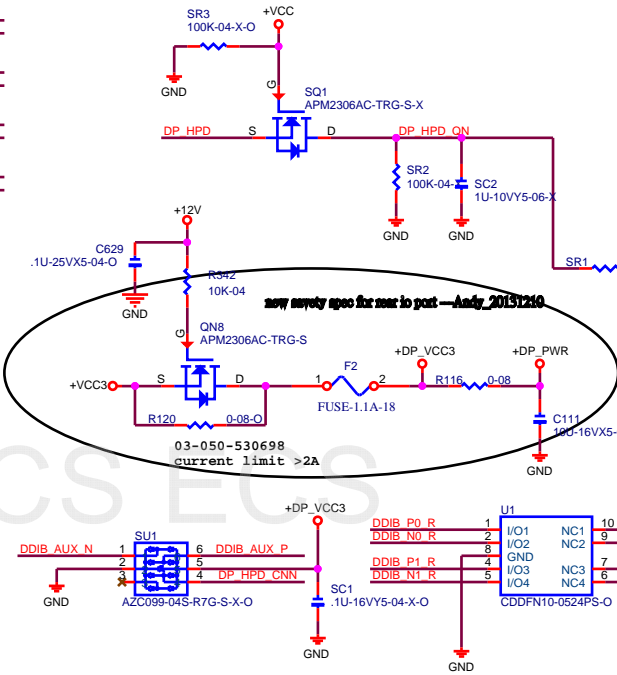 SR3
100K-04-X-O
+VCC
GND
G
SQ1
APM2306AC-TRG-S-X
DP_HPD
S
D
DP_HPD_ON
SR2
100K-04-
SC2
1U-10VY5-06-X
GND
GND
SR1
+12V
C629
.1U-25VX5-04-O
GND
R342
10K-04
new savety spec for rear io port ---Andy_20131210
G
QN8
APM2306AC-TRG-S
+VCC3
S
D
R120
0-08-O
1
F2
2
FUSE-1.1A-18
+DP_VCC3
+DP_PWR
R116
0-08
C111
10U-16VX5-
GND
03-050-530698
current limit >2A
ECS ECS
DDIB_AUX_N
SU1
1
2
3
6
5
4
DDIB_AUX_P
DP_HPD_CNN
GND
AZC099-04S-R7G-S-X-O
+DP_VCC3
SC1
.1U-16VY5-04-X-O
GND
U1
DDIB_P0_R
1
I/O1
NC1
10
DDIB_N0_R
2
I/O2
NC2
9
8
GND
DDIB_P1_R
4
I/O3
NC3
7
DDIB_N1_R
5
I/O4
NC4
6
CDDFN10-0524PS-O
GND